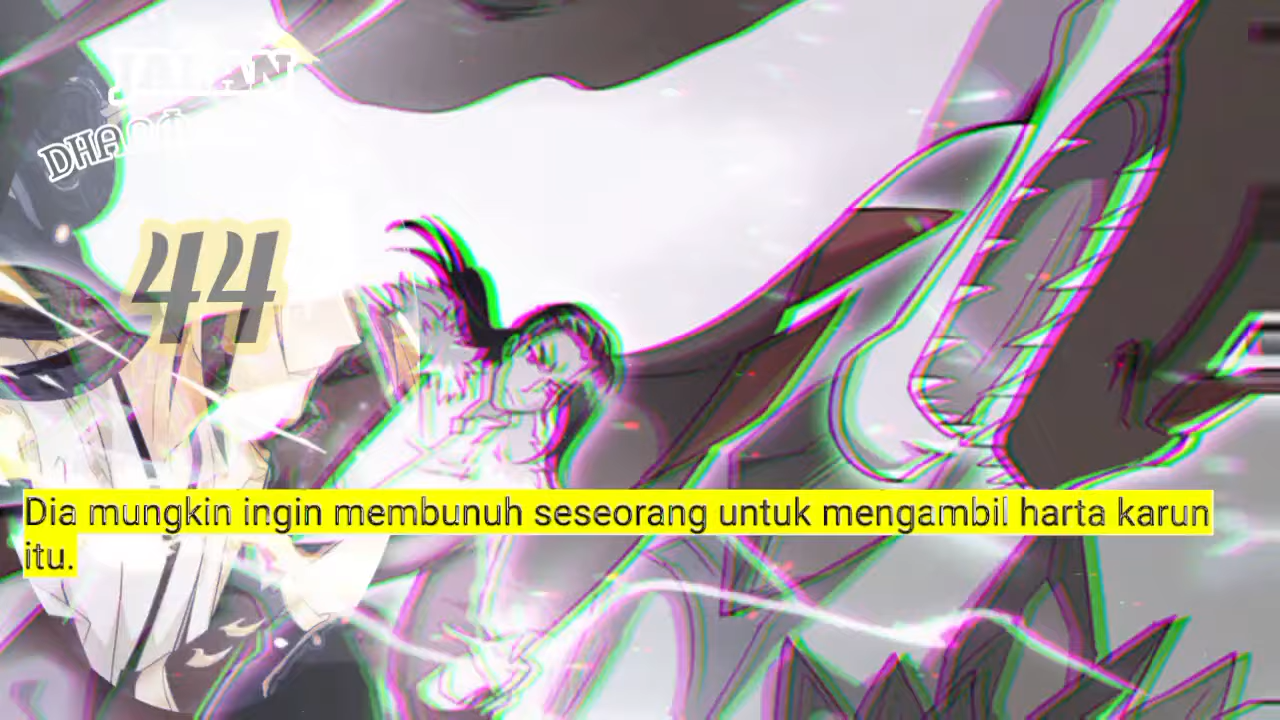 44
Dia mungkin ingin membunuh seseorang untuk mengambil harta karun
itu.